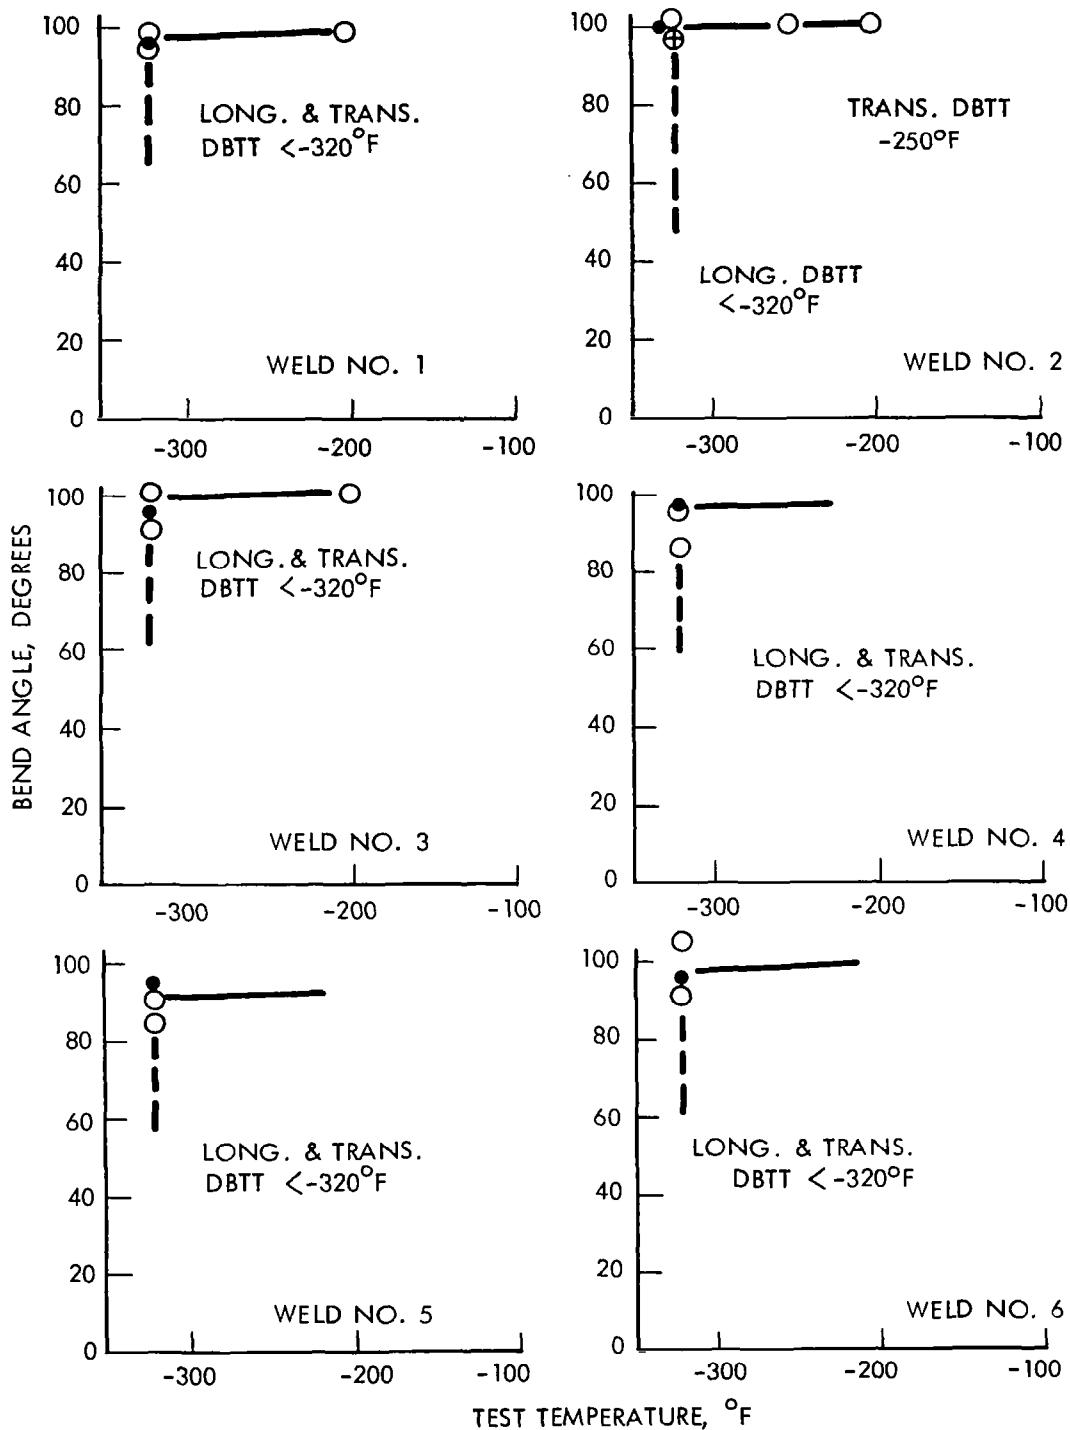 100
80
60
40
20
0
-300
-200
-100
LONG. & TRANS.
DBTT <-320°F
WELD NO. 1
100
80
60
40
20
0
-300
-200
-100
TRANS. DBTT
-250°F
LONG. DBTT
<-320°F
WELD NO. 2
BEND ANGLE, DEGREES
100
80
60
40
20
0
-300
-200
-100
LONG. & TRANS.
DBTT <-320°F
WELD NO. 3
100
80
60
40
20
0
-300
-200
-100
LONG. & TRANS.
DBTT <-320°F
WELD NO. 4
100
80
60
40
20
0
-300
-200
-100
LONG. & TRANS.
DBTT <-320°F
WELD NO. 5
100
80
60
40
20
0
-300
-200
-100
LONG. & TRANS.
DBTT <-320°F
WELD NO. 6
TEST TEMPERATURE, °F